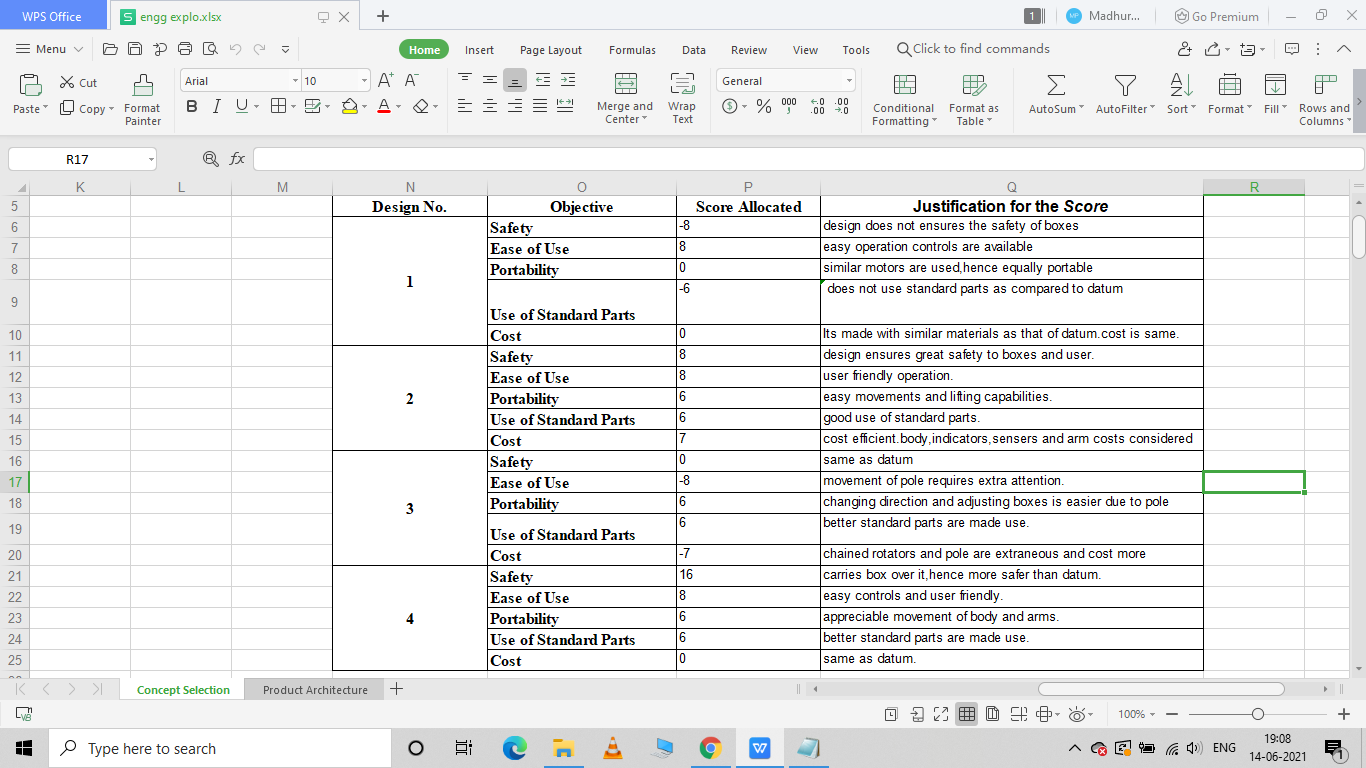 WPS Office engg explo.xlsx 1 MP Madhur... Go Premium
Menu Home Insert Page Layout Formulas Data Review View Tools Click to find commands
Cut Arial 10 General
Paste Copy Format Painter Merge and Center Wrap Text Conditional Formatting Format as Table AutoSum AutoFilter Sort Format Fill Rows and Columns
R17 fx
K L M N O P Q R
5 Design No. Objective Score Allocated Justification for the Score
6 Safety -8 design does not ensures the safety of boxes
7 Ease of Use 8 easy operation controls are available
8 1 Portability 0 similar motors are used,hence equally portable
9 Use of Standard Parts -6 does not use standard parts as compared to datum
10 Cost 0 Its made with similar materials as that of datum.cost is same.
11 Safety 8 design ensures great safety to boxes and user.
12 Ease of Use 8 user friendly operation.
13 2 Portability 6 easy movements and lifting capabilities.
14 Use of Standard Parts 6 good use of standard parts.
15 Cost 7 cost efficient.body,indicators,sensers and arm costs considered
16 Safety 0 same as datum
17 Ease of Use -8 movement of pole requires extra attention.
18 3 Portability 6 changing direction and adjusting boxes is easier due to pole
19 Use of Standard Parts 6 better standard parts are made use.
20 Cost -7 chained rotators and pole are extraneous and cost more
21 Safety 16 carries box over it,hence more safer than datum.
22 Ease of Use 8 easy controls and user friendly.
23 4 Portability 6 appreciable movement of body and arms.
24 Use of Standard Parts 6 better standard parts are made use.
25 Cost 0 same as datum.
Concept Selection Product Architecture
100%
Type here to search ENG 19:08
14-06-2021 1